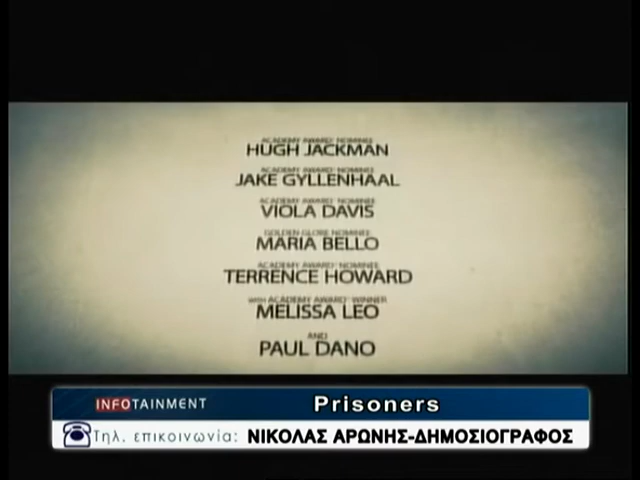 ACADEMY AWARD® NOMINEE
HUGH JACKMAN
ACADEMY AWARD® NOMINEE
JAKE GYLLENHAAL
ACADEMY AWARD® NOMINEE
VIOLA DAVIS
GOLDEN GLOBE NOMINEE
MARIA BELLO
ACADEMY AWARD® NOMINEE
TERRENCE HOWARD
WITH ACADEMY AWARD® WINNER
MELISSA LEO
AND
PAUL DANO
INFOTAINMENT Prisoners
Τηλ. επικοινωνία: ΝΙΚΟΛΑΣ ΑΡΩΝΗΣ-ΔΗΜΟΣΙΟΓΡΑΦΟΣ